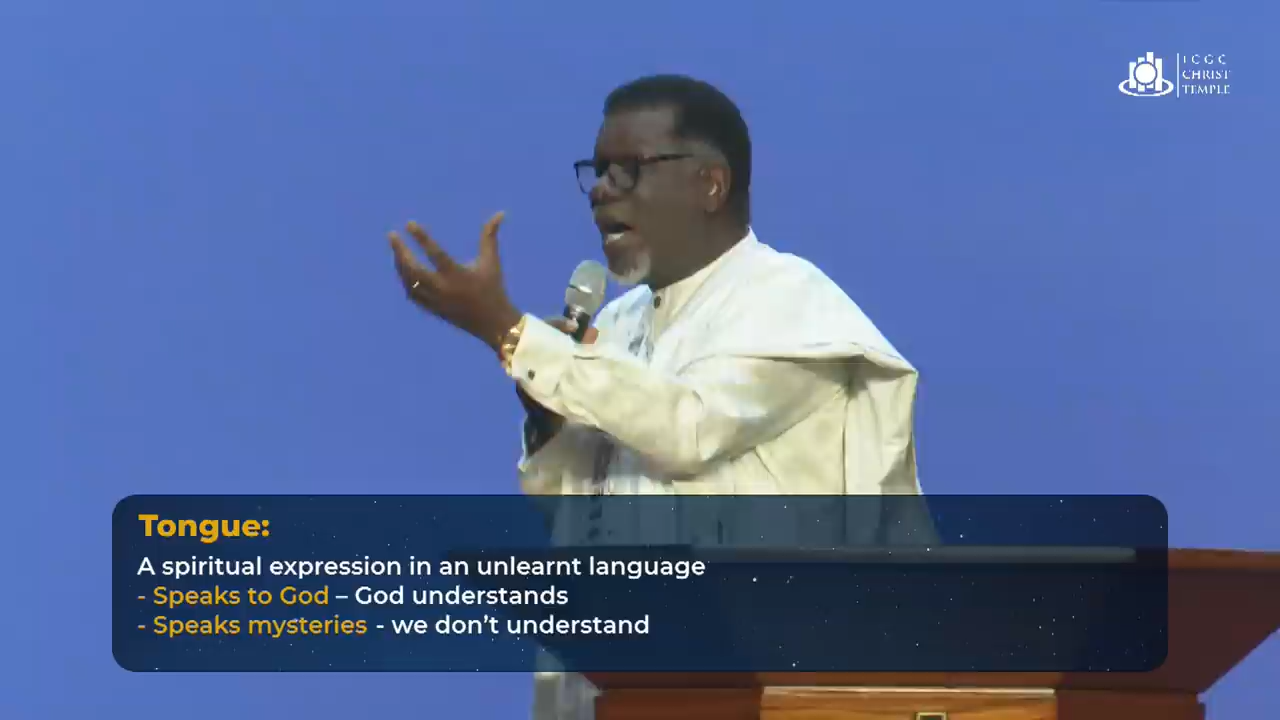 ICGC
CHRIST
TEMPLE
Tongue:
A spiritual expression in an unlearnt language
- Speaks to God – God understands
- Speaks mysteries - we don't understand